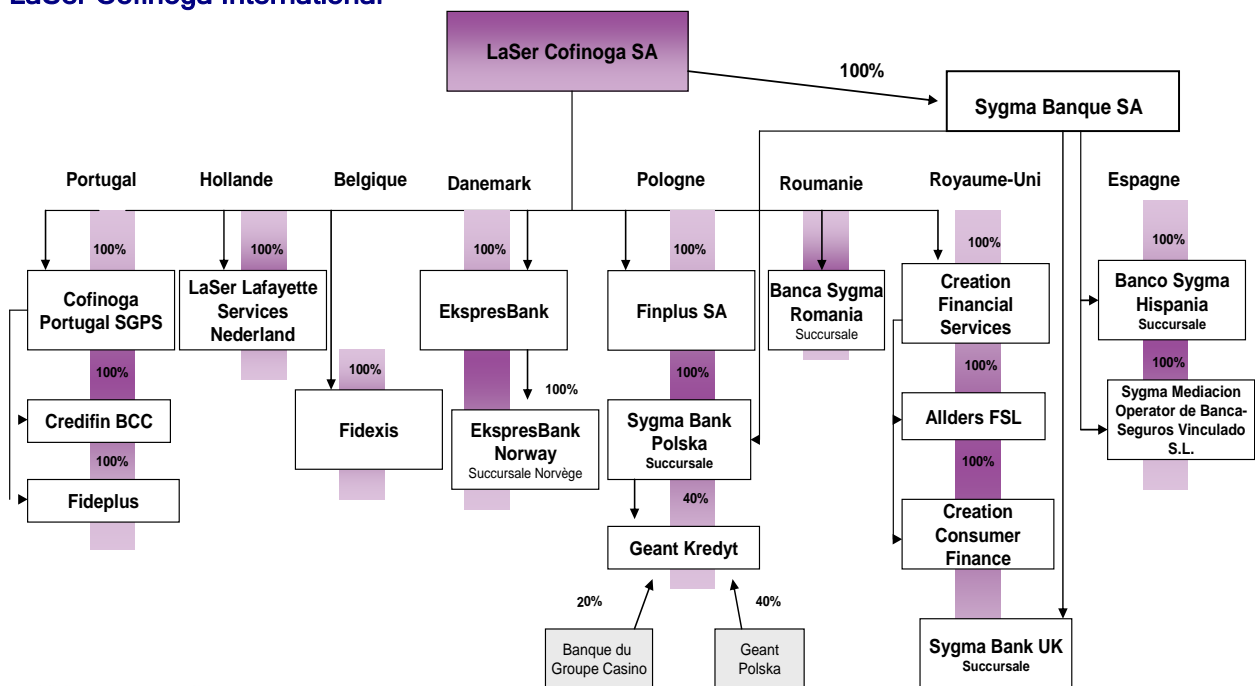 LaSer Cofinoga International
LaSer Cofinoga SA
100%
Sygma Banque SA
Portugal
Hollande
Belgique
Danemark
Pologne
Roumanie
Royaume-Uni
Espagne
100%
100%
100%
100%
100%
100%
Cofinoga
Portugal SGPS
LaSer Lafayette
Services
Nederland
EkspresBank
Finplus SA
Banca Sygma
Romania
Succursale
Creation
Financial
Services
Banco Sygma
Hispania
Succursale
100%
100%
100%
100%
100%
100%
Credifin BCC
Fidexis
EkspresBank
Norway
Succursale Norvège
Sygma Bank
Polska
Succursale
Allders FSL
Sygma Mediacion
Operator de Banca-
Seguros Vinculado
S.L.
100%
40%
100%
Fideplus
Geant Kredyt
Creation
Consumer
Finance
20%
40%
Banque du
Groupe Casino
Geant
Polska
Sygma Bank UK
Succursale